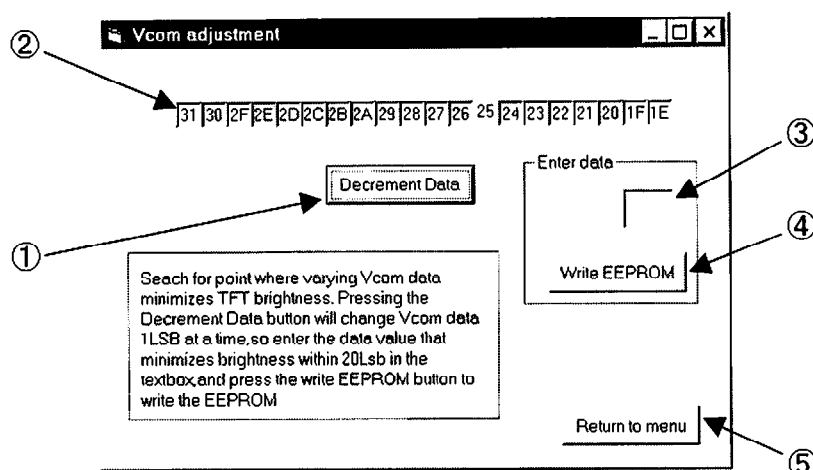 Vcom adjustment
②
31 30 2F 2E 2D 2C 2B 2A 29 28 27 26 25 24 23 22 21 20 1F 1E
③
Enter data
Decrement Data
④
①
Write EEPROM
Seach for point where varying Vcom data
minimizes TFT brightness. Pressing the
Decrement Data button will change Vcom data
1LSB at a time,so enter the data value that
minimizes brightness within 20Lsb in the
textbox,and press the write EEPROM button to
write the EEPROM
Return to menu
⑤